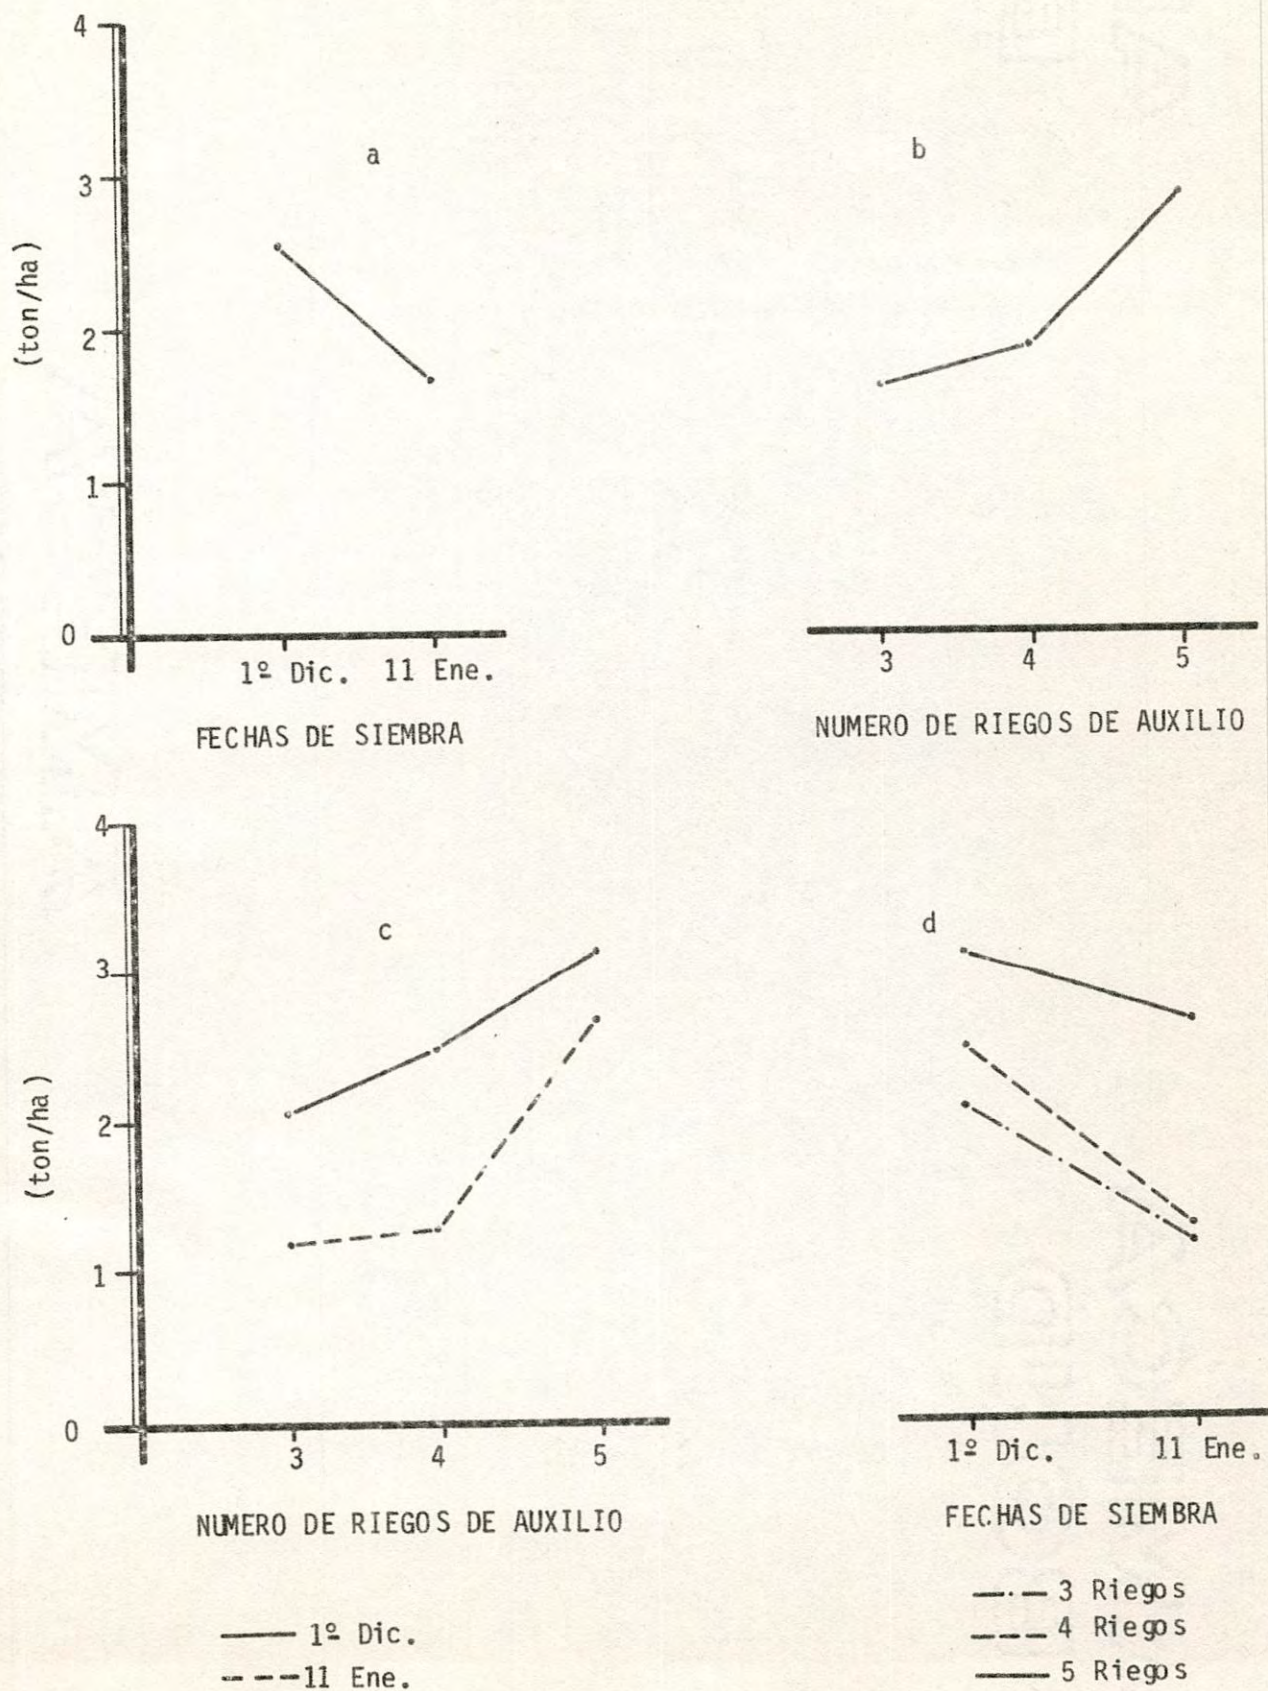 4
3
2
1
0
(ton/ha)
a
1º Dic. 11 Ene.
FECHAS DE SIEMBRA
b
3 4 5
NUMERO DE RIEGOS DE AUXILIO
4
3
2
1
0
(ton/ha)
c
3 4 5
NUMERO DE RIEGOS DE AUXILIO
1º Dic.
11 Ene.
d
1º Dic. 11 Ene.
FECHAS DE SIEMBRA
3 Riegos
4 Riegos
5 Riegos